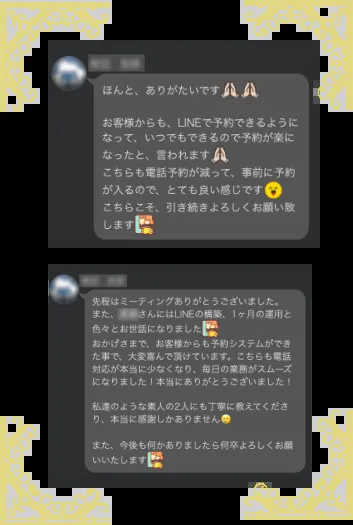 ほんと、ありがたいです🙏🙏
お客様からも、LINEで予約できるように
なって、いつでもできるので予約が楽に
なったと、言われます🙏
こちらも電話予約が減って、事前に予約
が入るので、とても良い感じです😲
こちらこそ、引き続きよろしくお願い致
します
先程はミーティングありがとうございました。
また、さんにはLINEの構築、1ヶ月の運用と
色々とお世話になりました
おかげさまで、お客様からも予約システムができ
た事で、大変喜んで頂けています。こちらも電話
対応が本当に少なくなり、毎日の業務がスムーズ
になりました！本当にありがとうございました！
私達のような素人の2人にも丁寧に教えてくださ
り、本当に感謝しかありません😄
また、今後も何かありましたら何卒よろしくお願
いいたします